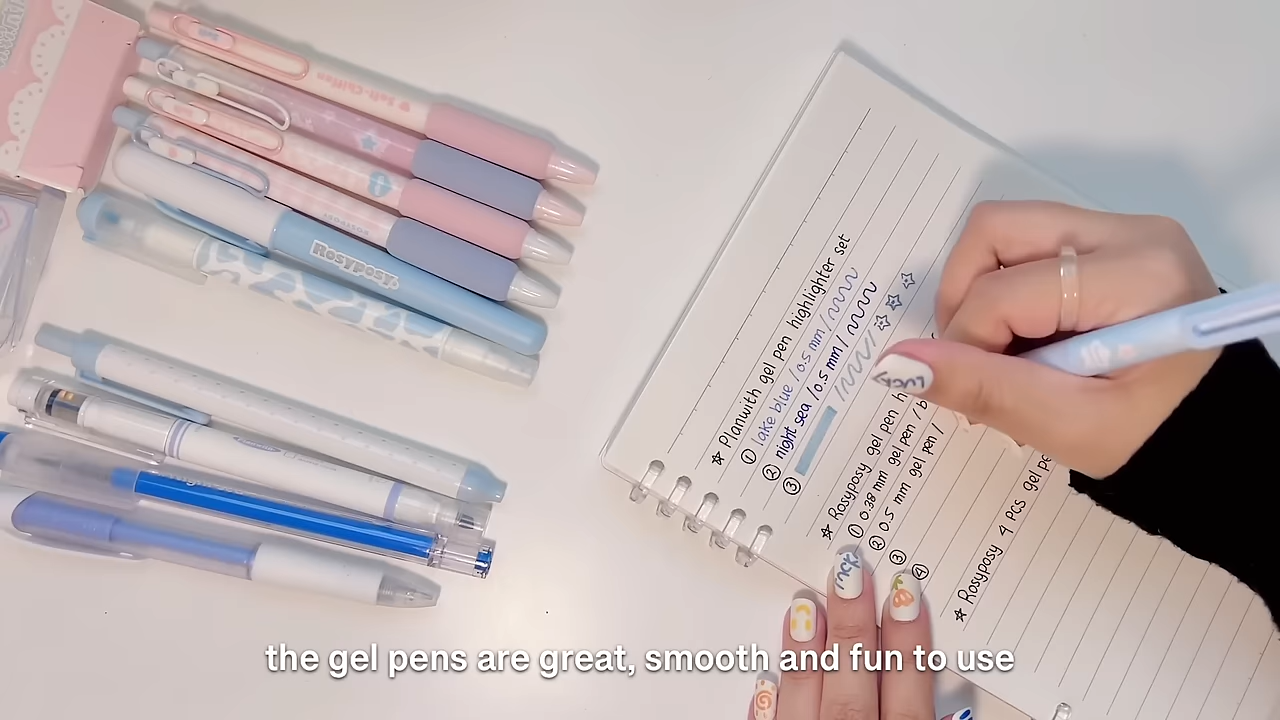 Rosyposy.
☆ Planwith gel pen highlighter set
① lake blue / 0.5 mm /
② night sea / 0.5 mm /
③
☆ Rosyposy gel pen
① 0.38 mm gel pen /
② 0.5 mm gel pen /
③
④
☆ Rosyposy 4 pcs gel
Lucky
Lucky
the gel pens are great, smooth and fun to use